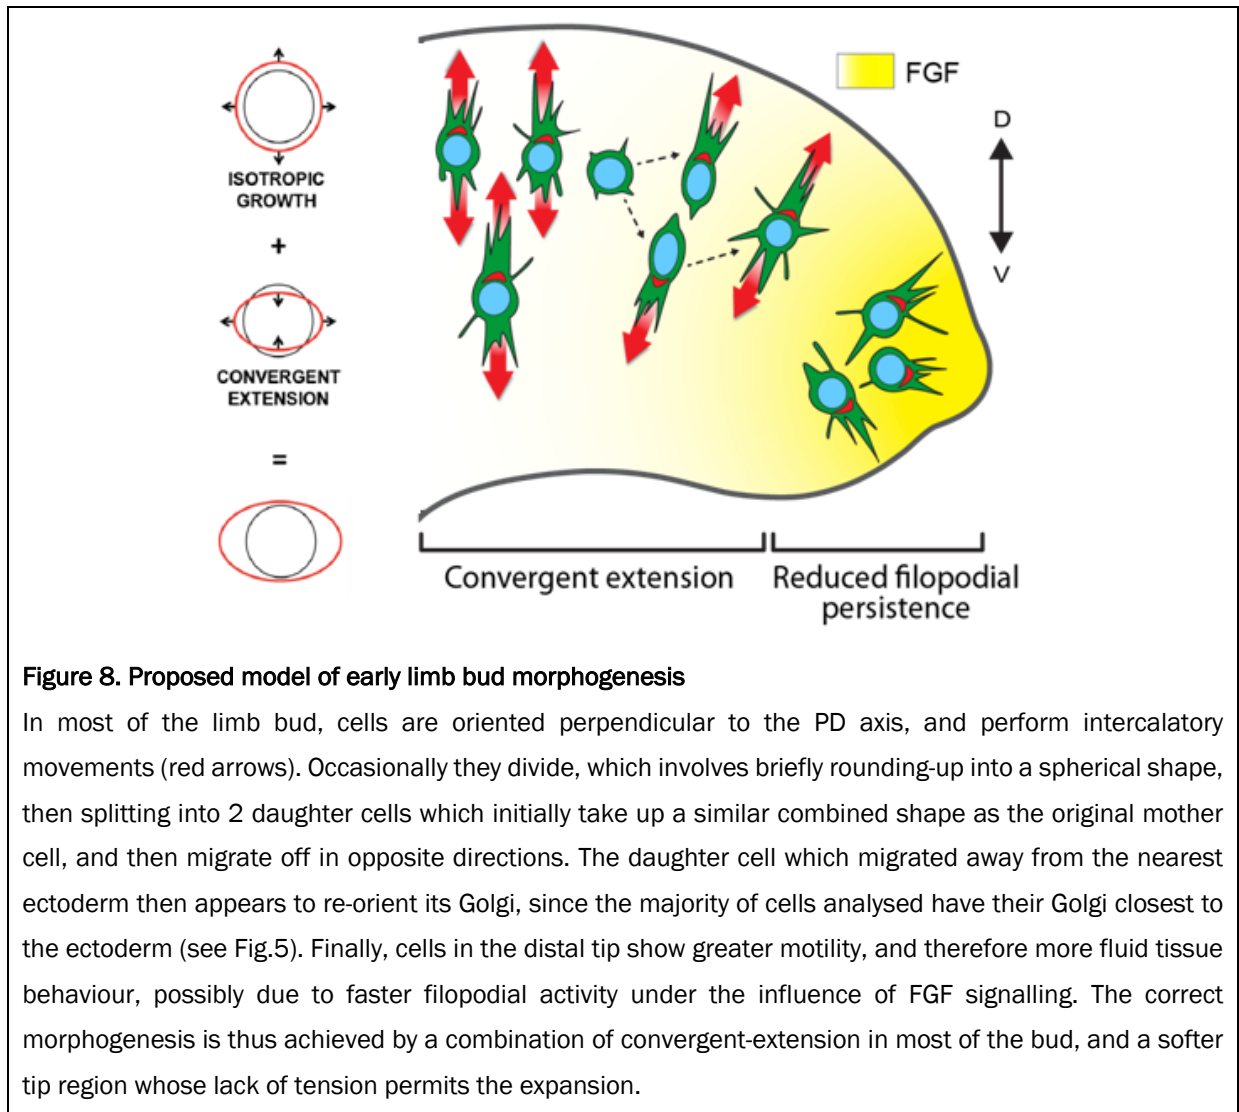 FGF
D
V
ISOTROPIC
GROWTH
+
CONVERGENT
EXTENSION
=
Convergent extension
Reduced filopodial
persistence
Figure 8. Proposed model of early limb bud morphogenesis
In most of the limb bud, cells are oriented perpendicular to the PD axis, and perform intercalatory
movements (red arrows). Occasionally they divide, which involves briefly rounding-up into a spherical shape,
then splitting into 2 daughter cells which initially take up a similar combined shape as the original mother
cell, and then migrate off in opposite directions. The daughter cell which migrated away from the nearest
ectoderm then appears to re-orient its Golgi, since the majority of cells analysed have their Golgi closest to
the ectoderm (see Fig.5). Finally, cells in the distal tip show greater motility, and therefore more fluid tissue
behaviour, possibly due to faster filopodial activity under the influence of FGF signalling. The correct
morphogenesis is thus achieved by a combination of convergent-extension in most of the bud, and a softer
tip region whose lack of tension permits the expansion.